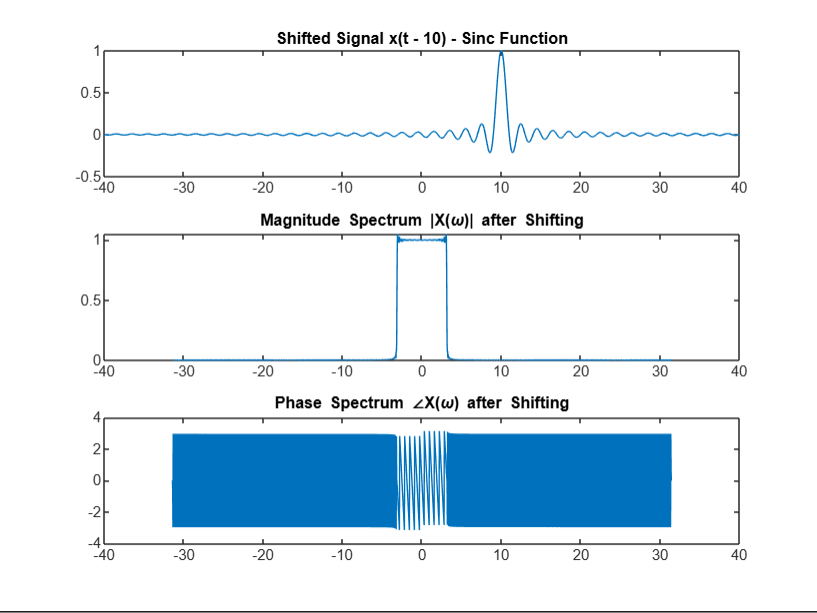 Shifted Signal x(t - 10) - Sinc Function
1
0.5
0
-0.5
-40 -30 -20 -10 0 10 20 30 40
Magnitude Spectrum |X(ω)| after Shifting
1
0.5
0
-40 -30 -20 -10 0 10 20 30 40
Phase Spectrum ∠X(ω) after Shifting
4
2
0
-2
-4
-40 -30 -20 -10 0 10 20 30 40